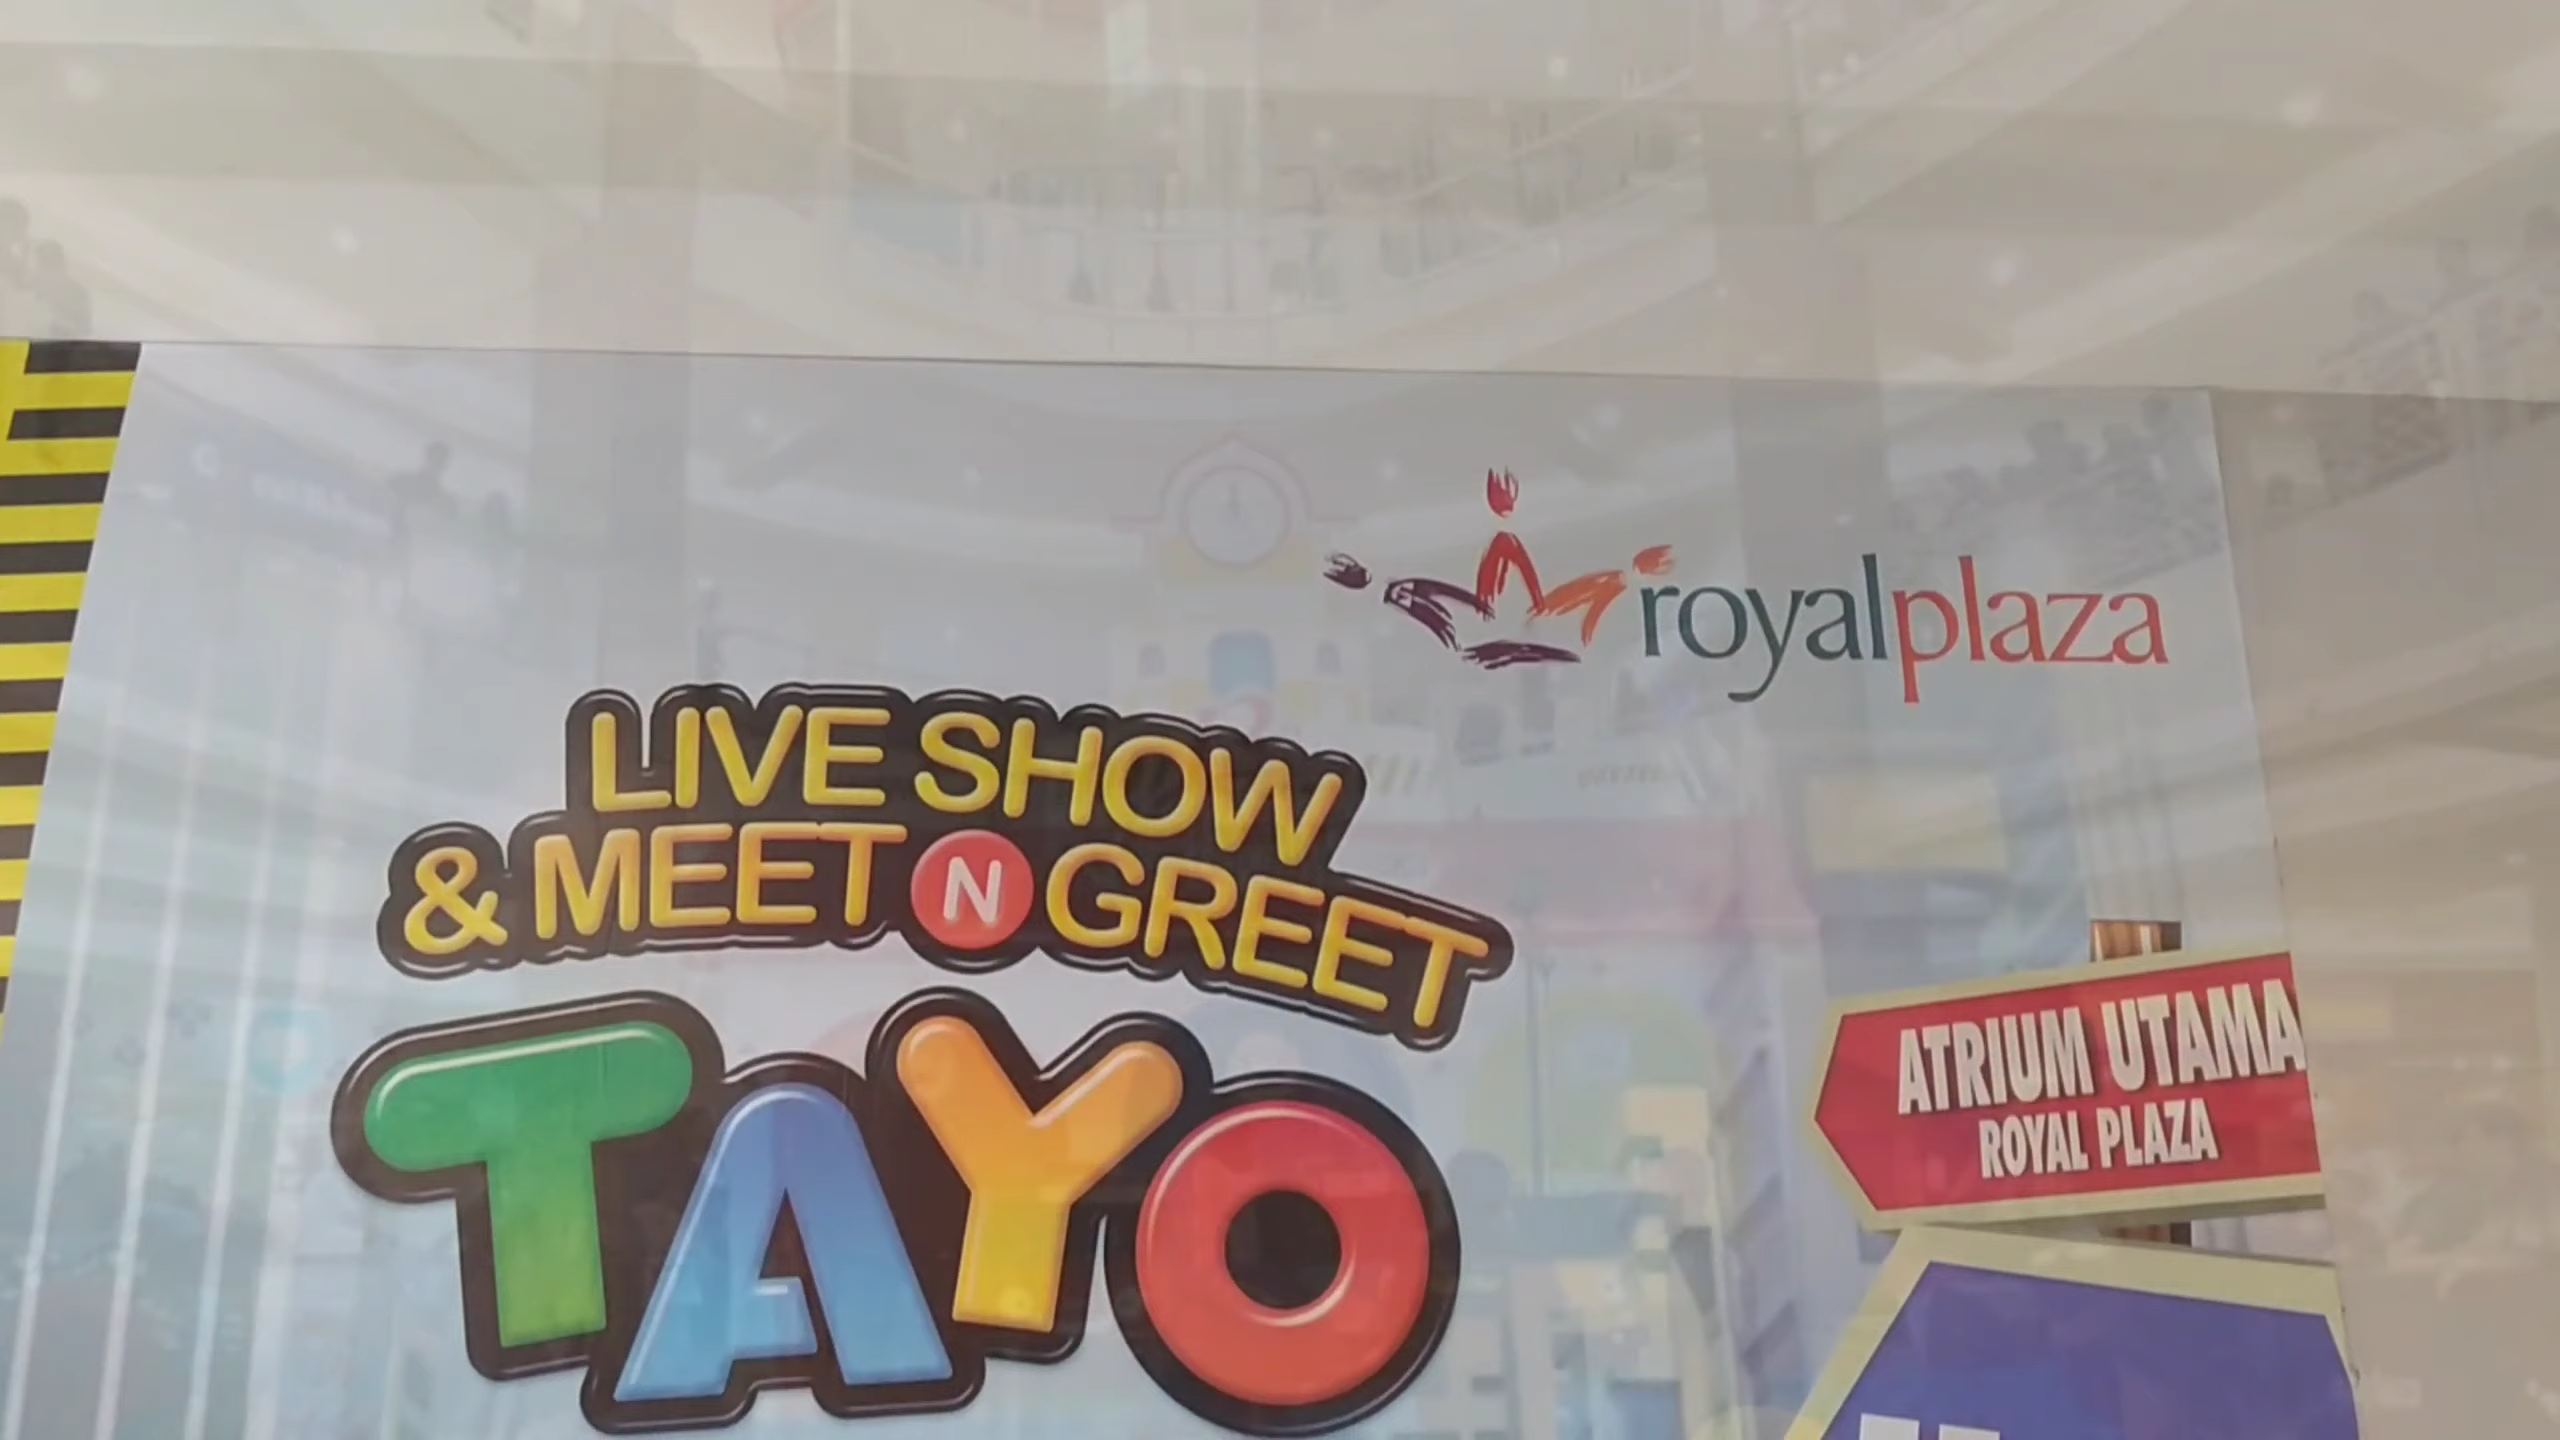 royalplaza
LIVE SHOW
& MEET N GREET
TAYO
ATRIUM UTAMA
ROYAL PLAZA